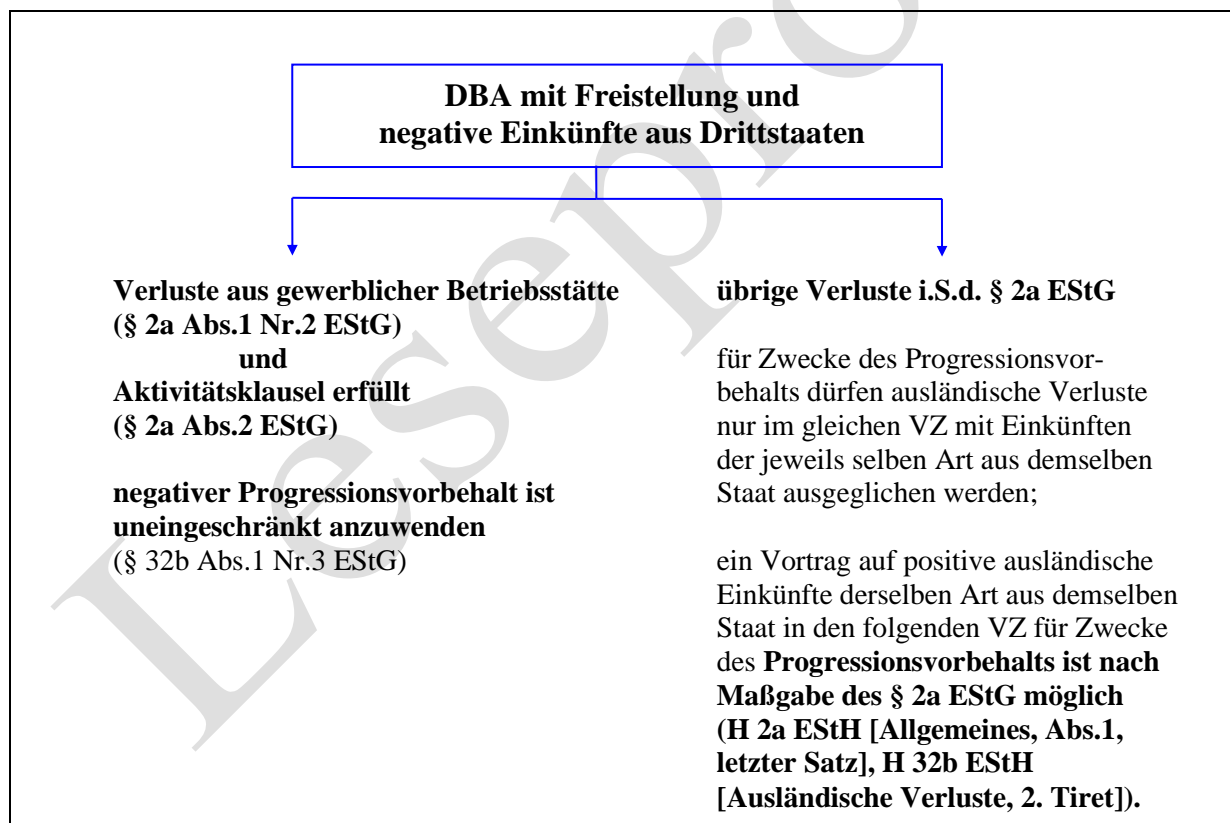 DBA mit Freistellung und
negative Einkünfte aus Drittstaaten
Verluste aus gewerblicher Betriebsstätte
(§ 2a Abs.1 Nr.2 EStG)
und
Aktivitätsklausel erfüllt
(§ 2a Abs.2 EStG)
negativer Progressionsvorbehalt ist
uneingeschränkt anzuwenden
(§ 32b Abs.1 Nr.3 EStG)
übrige Verluste i.S.d. § 2a EStG
für Zwecke des Progressionsvor-
behalts dürfen ausländische Verluste
nur im gleichen VZ mit Einkünften
der jeweils selben Art aus demselben
Staat ausgeglichen werden;
ein Vortrag auf positive ausländische
Einkünfte derselben Art aus demselben
Staat in den folgenden VZ für Zwecke
des Progressionsvorbehalts ist nach
Maßgabe des § 2a EStG möglich
(H 2a EStH [Allgemeines, Abs.1,
letzter Satz], H 32b EStH
[Ausländische Verluste, 2. Tiret]).
Lesepro